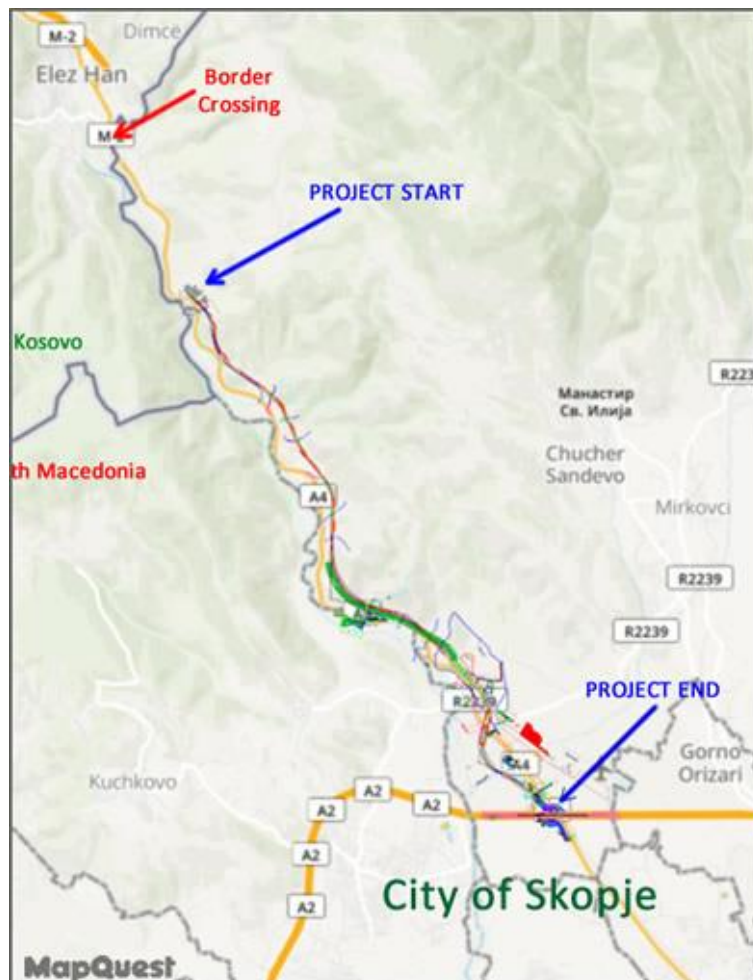 M-2
Dimce
Elez Han
Border
Crossing
PROJECT START
Kosovo
Манастир
Св. Илија
Chucher
Sandevo
Mirkovci
th Macedonia
A4
R2239
R2239
PROJECT END
Gorno
Orizari
Kuchkovo
A2
A2
A2
A2
A2
City of Skopje
MapQuest